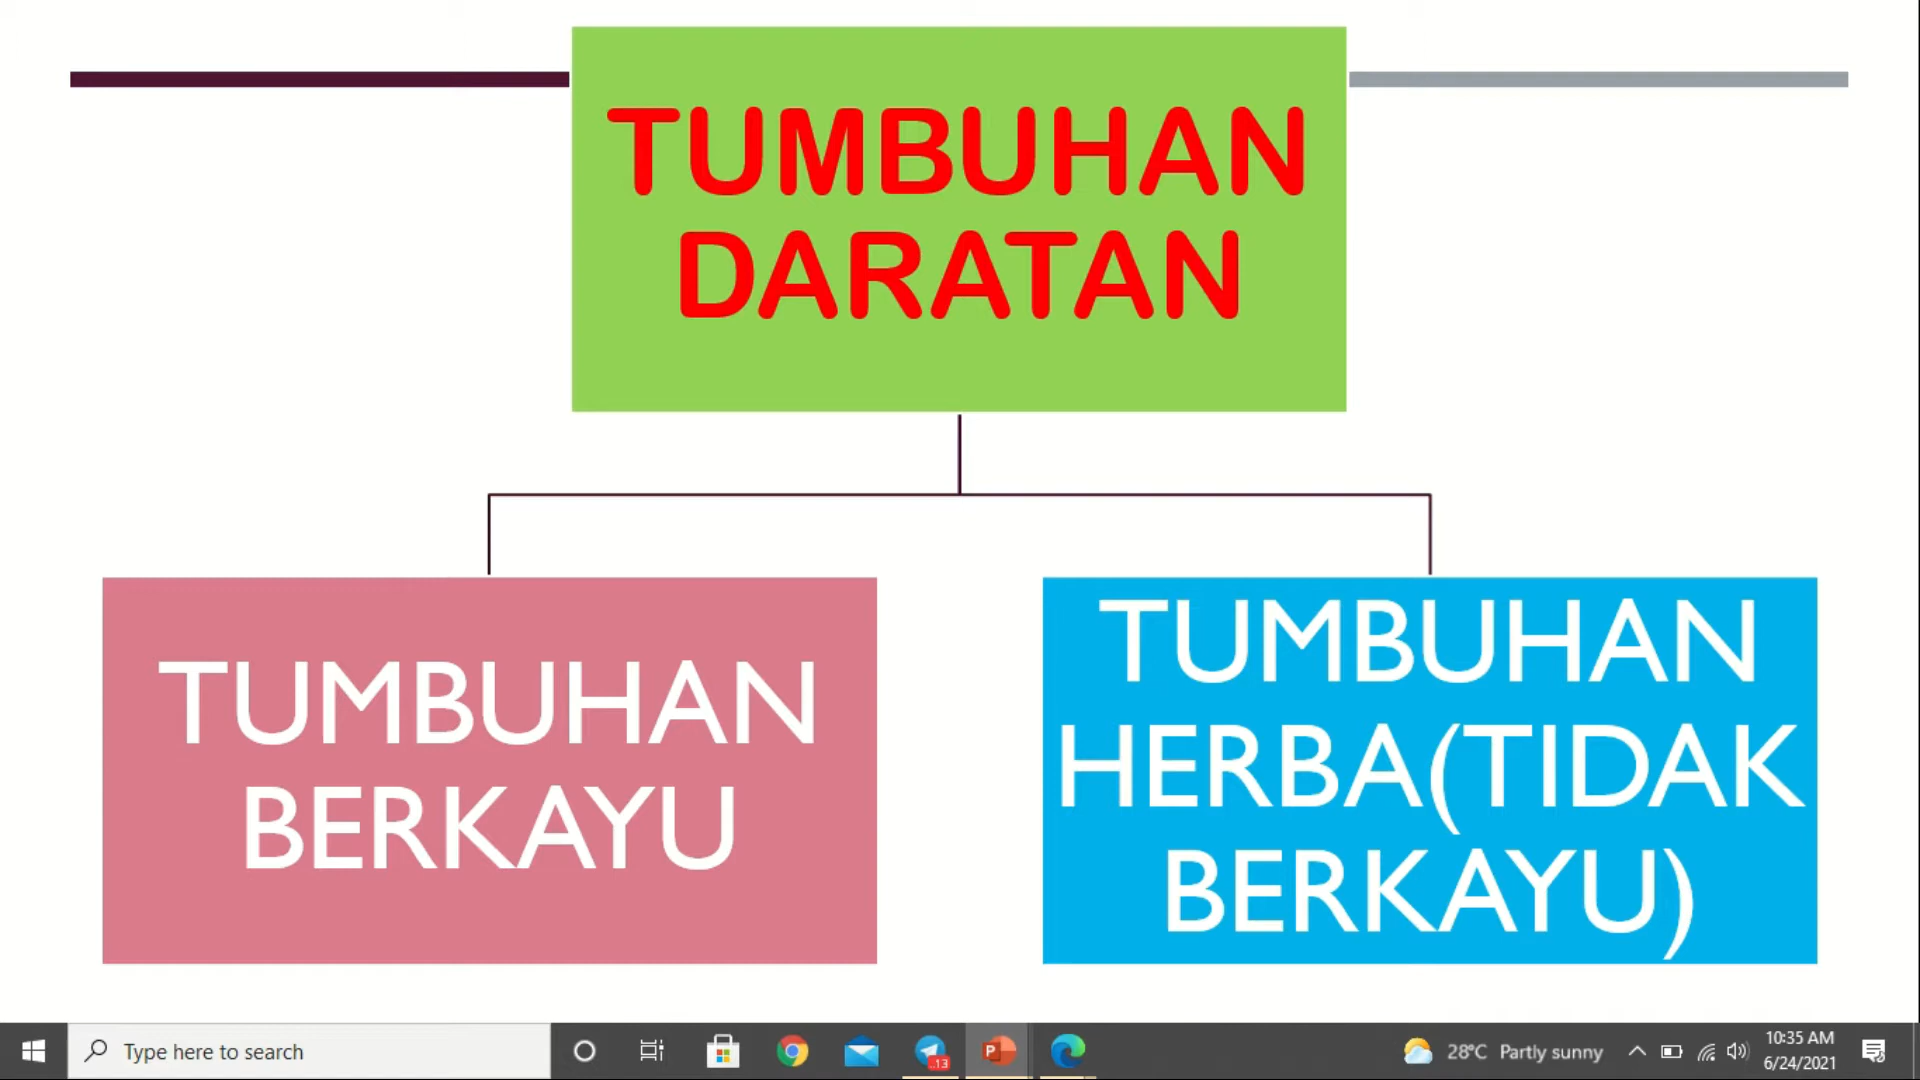 TUMBUHAN
DARATAN
TUMBUHAN
BERKAYU
TUMBUHAN
HERBA(TIDAK
BERKAYU)
Type here to search
13
P
28°C Partly sunny
10:35 AM
6/24/2021